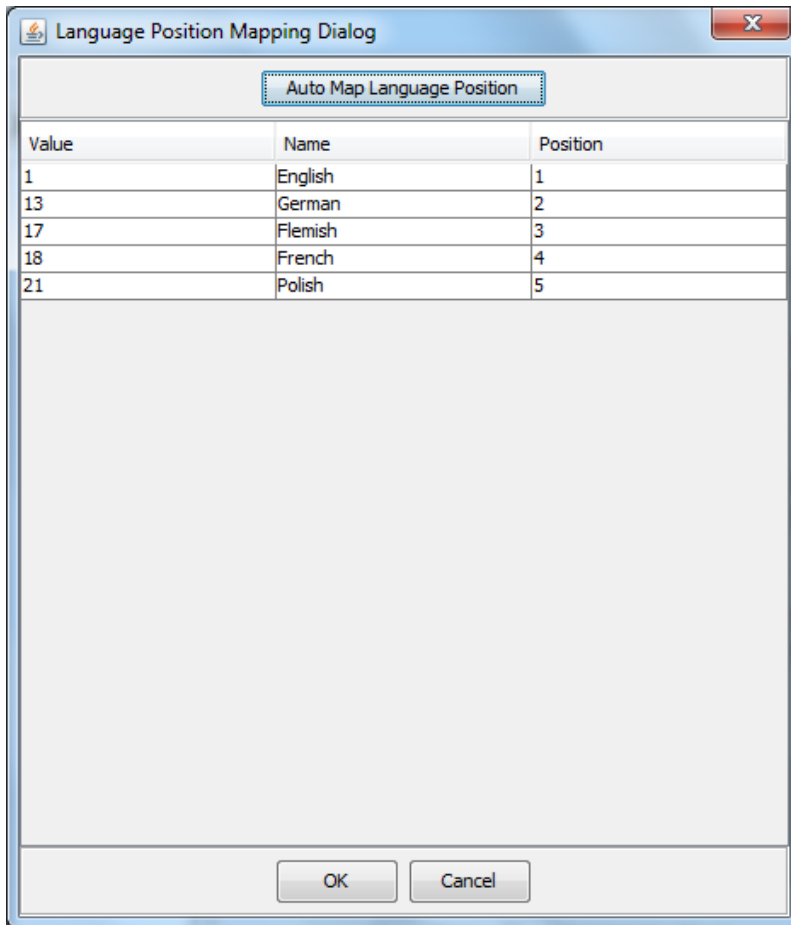 Language Position Mapping Dialog
Auto Map Language Position
Value Name Position
1 English 1
13 German 2
17 Flemish 3
18 French 4
21 Polish 5
OK Cancel